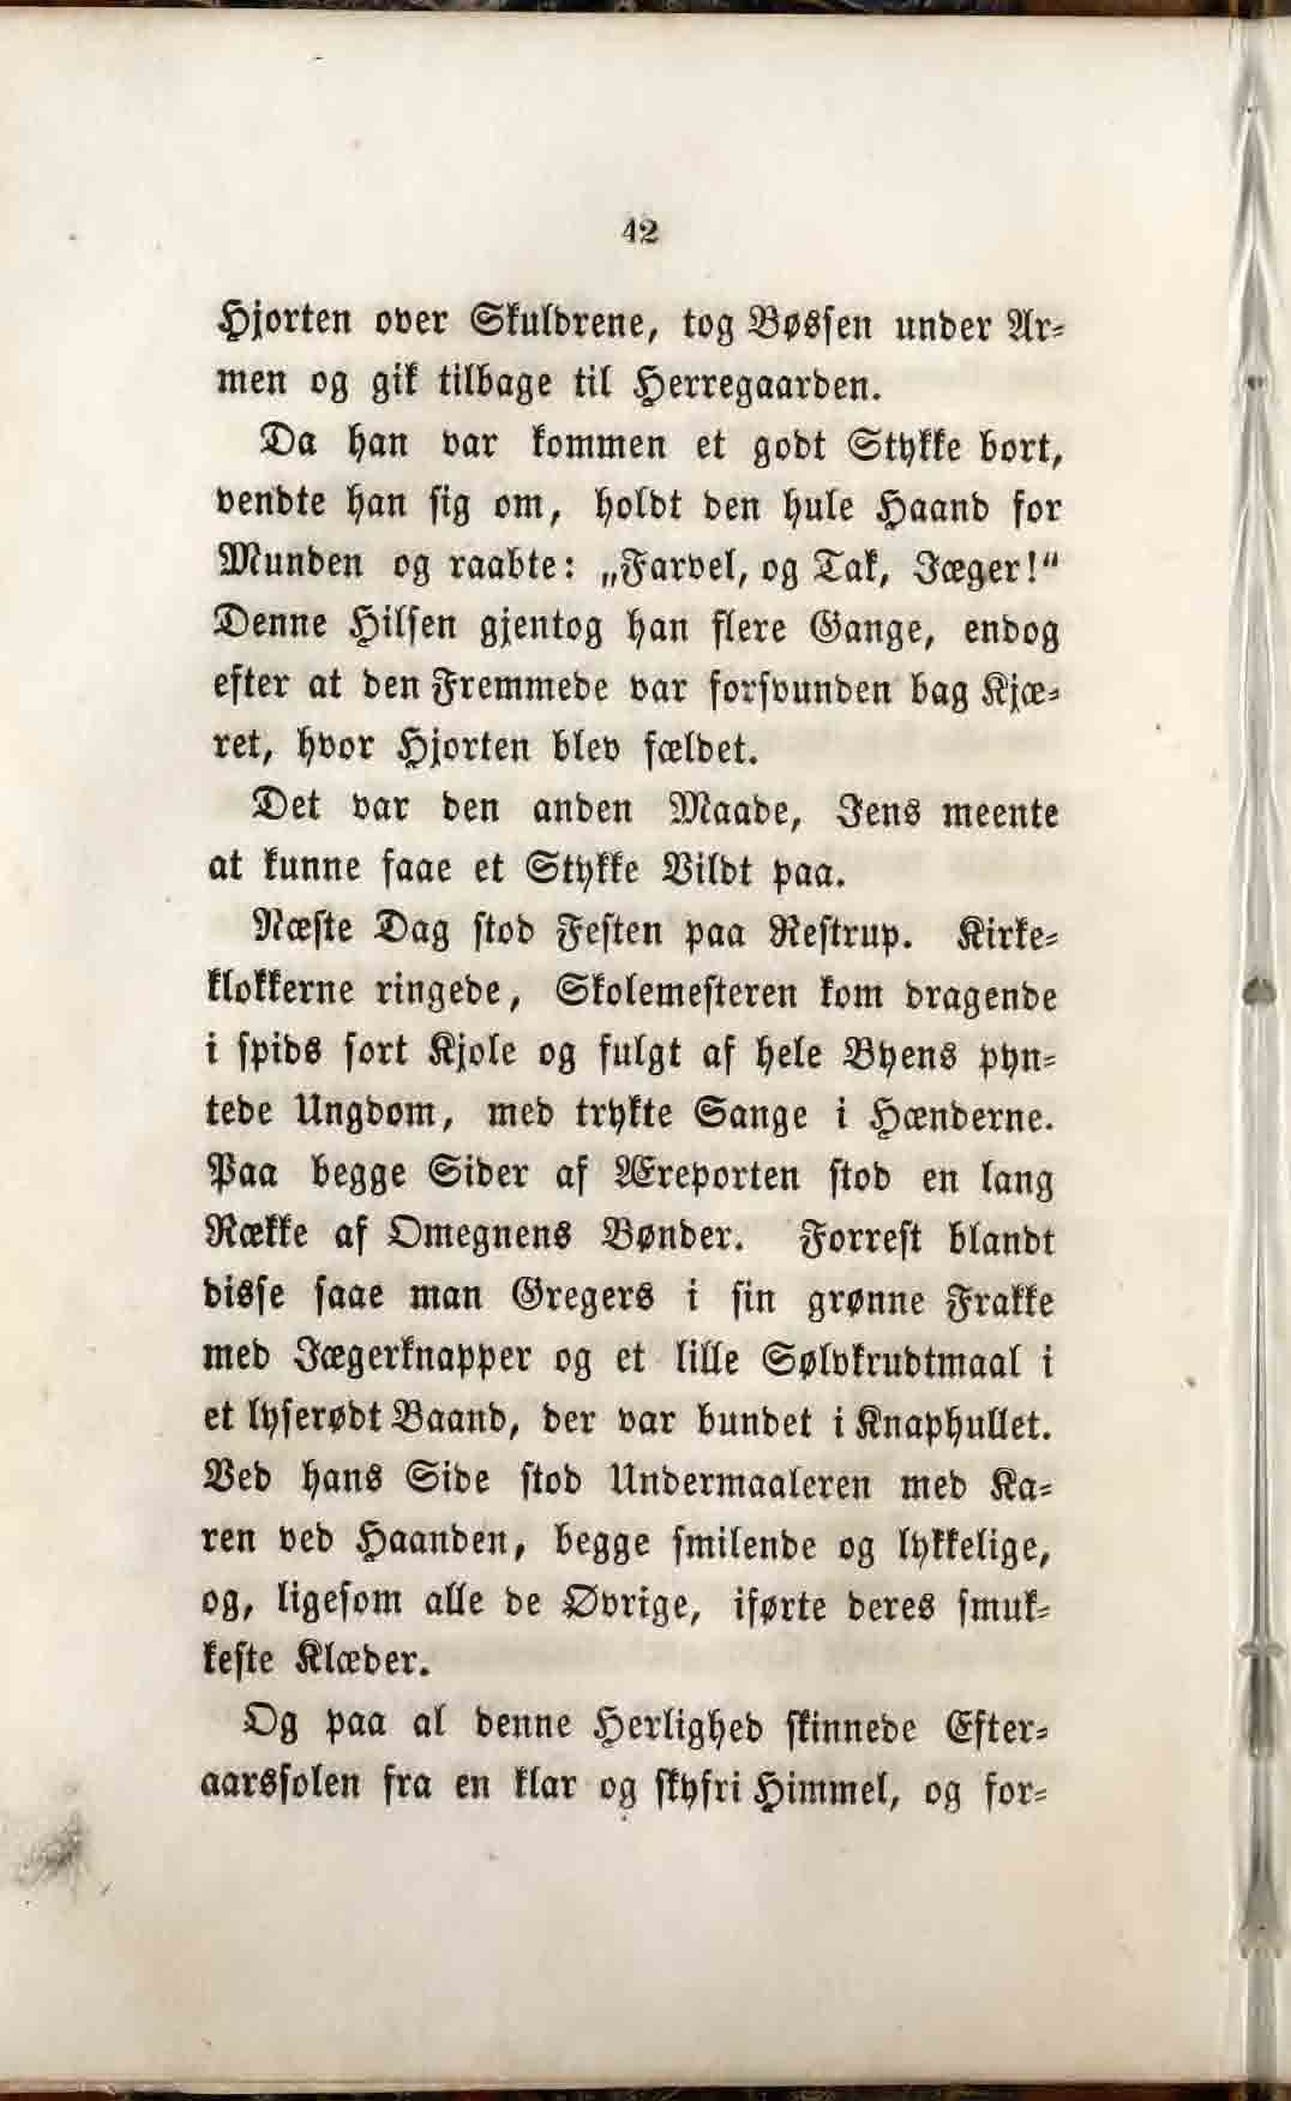 42
Hjorten over Skuldrene, tog Bøssen under Ar-
men og gik tilbage til Herregaarden.
Da han var kommen et godt Stykke bort,
vendte han sig om, holdt den hule Haand for
Munden og raabte: „Farvel, og Tak, Jæger!“
Denne Hilsen gjentog han flere Gange, endog
efter at den Fremmede var forsvunden bag Kjæ-
ret, hvor Hjorten blev fældet.
Det var den anden Maade, Jens meente
at kunne faae et Stykke Vildt paa.
Næste Dag stod Festen paa Restrup. Kirke-
klokkerne ringede, Skolemesteren kom dragende
i spids sort Kjole og fulgt af hele Byens pyn-
tede Ungdom, med trykte Sange i Hænderne.
Paa begge Sider af Æreporten stod en lang
Række af Omegnens Bønder. Forrest blandt
disse saae man Gregers i sin grønne Frakke
med Jægerknapper og et lille Sølvkrudtmaal i
et lyserødt Baand, der var bundet i Knaphullet.
Ved hans Side stod Undermaaleren med Ka-
ren ved Haanden, begge smilende og lykkelige,
og, ligesom alle de Øvrige, iførte deres smuk-
keste Klæder.
Og paa al denne Herlighed skinnede Efter-
aarssolen fra en klar og skyfri Himmel, og for-